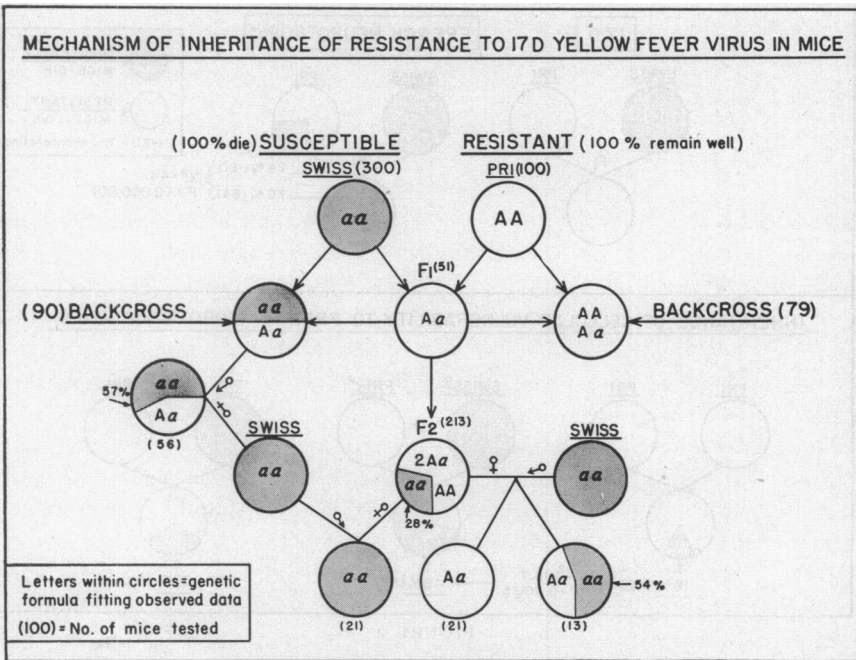 MECHANISM OF INHERITANCE OF RESISTANCE TO 17 D YELLOW FEVER VIRUS IN MICE
(100% die) SUSCEPTIBLE RESISTANT (100 % remain well)
SWISS (300) PRI (100)
aa AA
F1 (51)
(90) BACKCROSS aa Aa Aa AA Aa BACKCROSS (79)
57% aa Aa
(56)
SWISS F2 (213) SWISS
aa 2Aa aa AA ♀ ♂ aa
28%
aa Aa Aa aa 54%
(21) (21) (13)
Letters within circles=genetic
formula fitting observed data
(100) = No. of mice tested